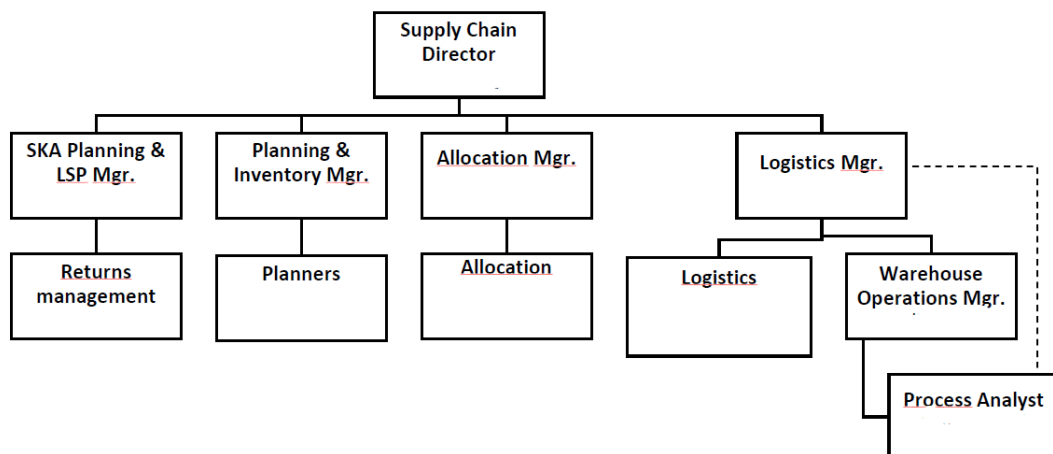 Supply Chain
Director
SKA Planning &
LSP Mgr.
Planning &
Inventory Mgr.
Allocation Mgr.
Logistics Mgr.
Returns
management
Planners
Allocation
Logistics
Warehouse
Operations Mgr.
Process Analyst